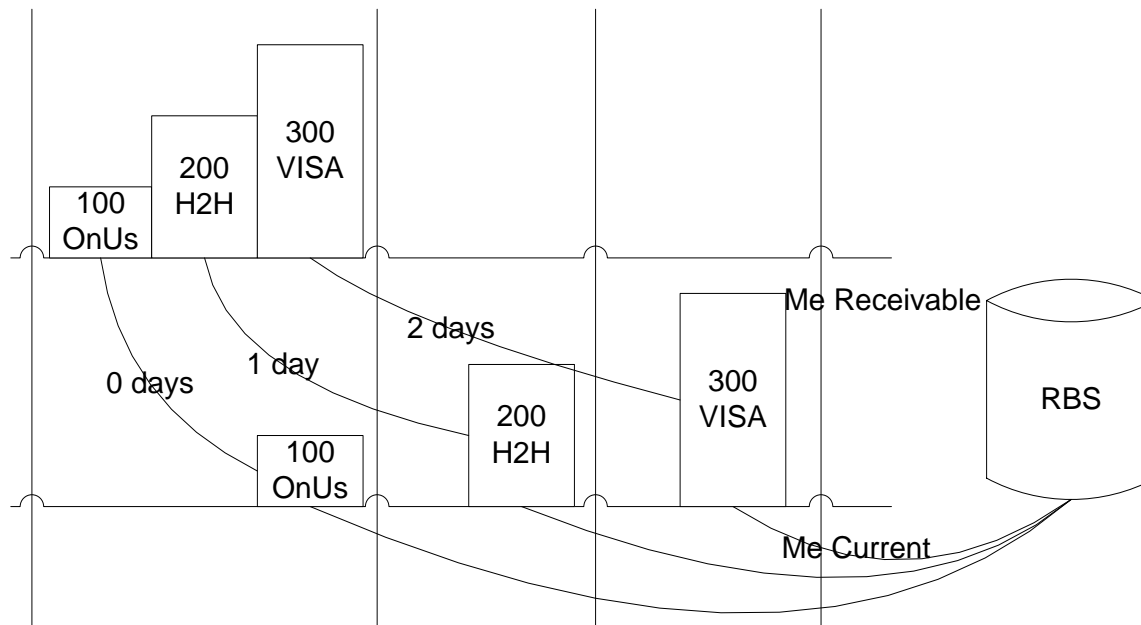 300
VISA
200
H2H
100
OnUs
Me Receivable
2 days
1 day
0 days
300
VISA
RBS
200
H2H
100
OnUs
Me Current